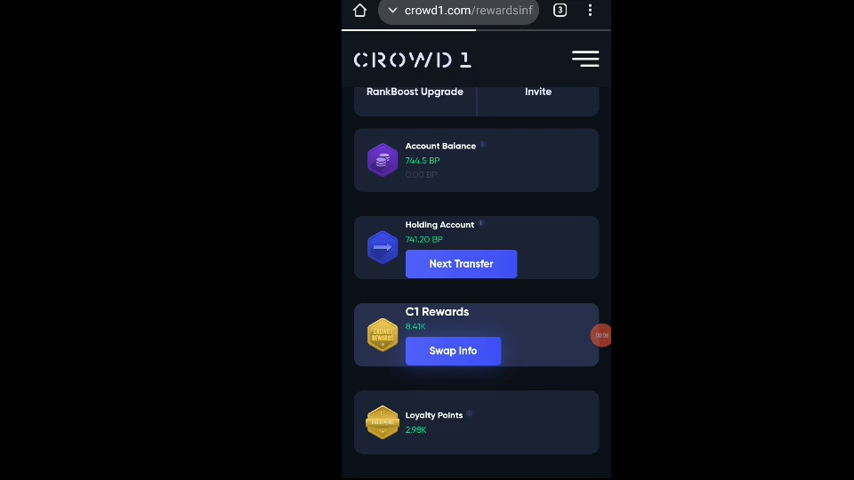 crowd1.com/rewardsinf
3
CROWD 1
RankBoost Upgrade
Invite
Account Balance
744.5 BP
0.00 BP
Holding Account
741.20 BP
Next Transfer
C1 Rewards
8.41K
Swap Info
Loyalty Points
2.98K